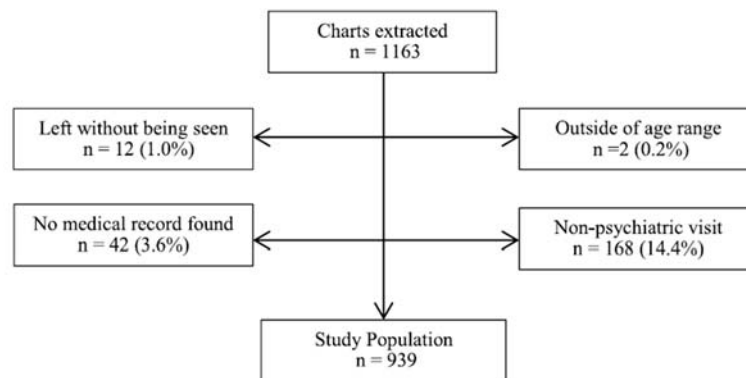 Charts extracted
n = 1163
Left without being seen
n = 12 (1.0%)
Outside of age range
n =2 (0.2%)
No medical record found
n = 42 (3.6%)
Non-psychiatric visit
n = 168 (14.4%)
Study Population
n = 939